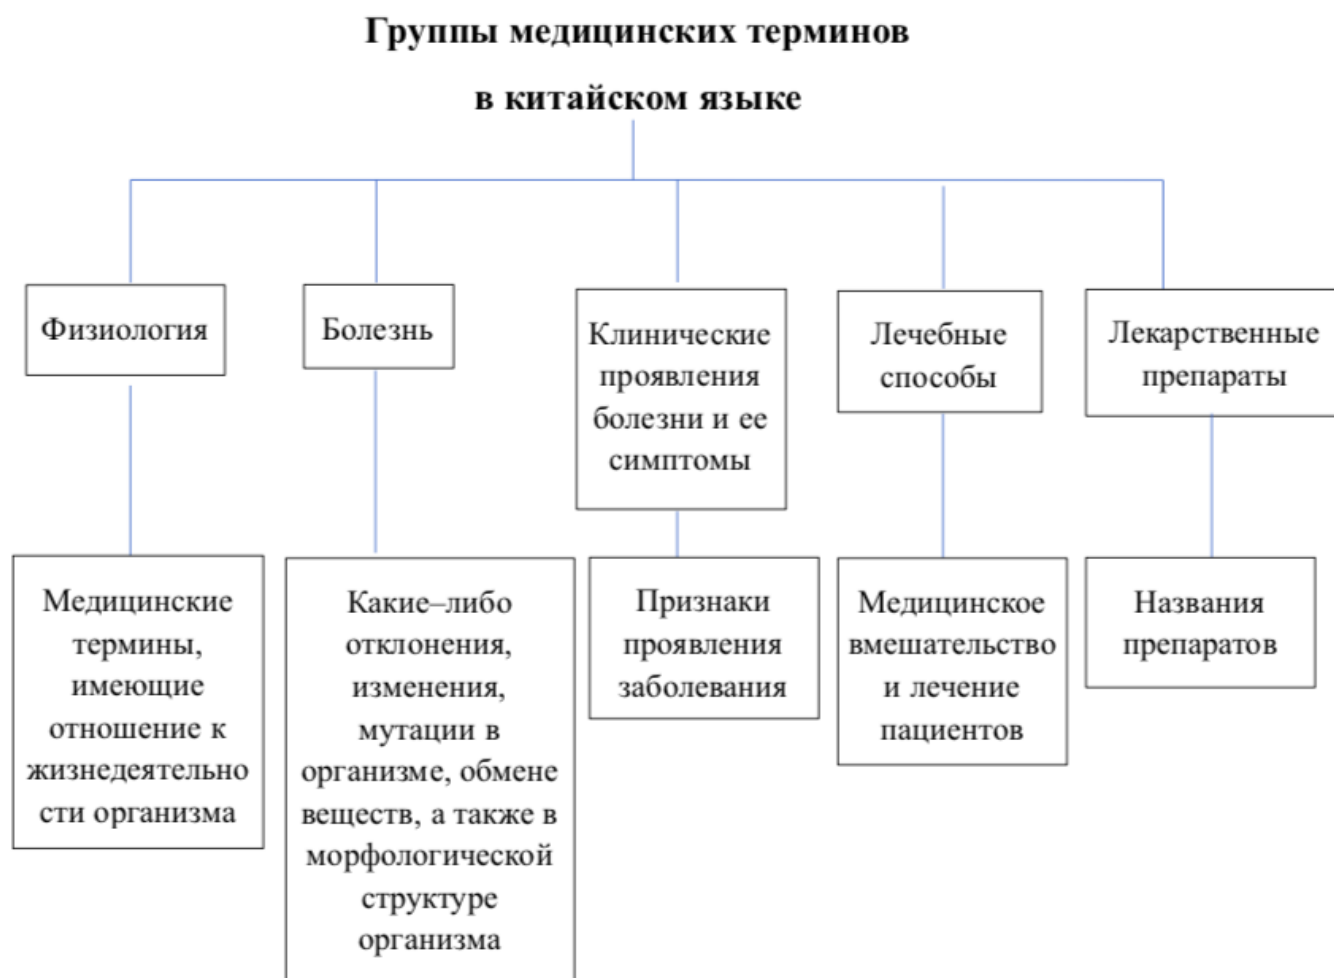 Группы медицинских терминов
в китайском языке
Физиология
Болезнь
Клинические
проявления
болезни и ее
симптомы
Лечебные
способы
Лекарственные
препараты
Медицинские
термины,
имеющие
отношение к
жизнедеятельно
сти организма
Какие–либо
отклонения,
изменения,
мутации в
организме, обмене
веществ, а также в
морфологической
структуре
организма
Признаки
проявления
заболевания
Медицинское
вмешательство
и лечение
пациентов
Названия
препаратов